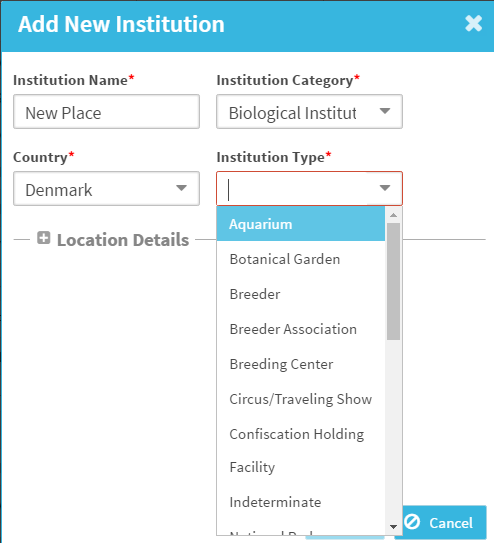 Add New Institution
Institution Name* Institution Category*
New Place Biological Institut
Country* Institution Type*
Denmark
Location Details
Aquarium
Botanical Garden
Breeder
Breeder Association
Breeding Center
Circus/Traveling Show
Confiscation Holding
Facility
Indeterminate
Cancel